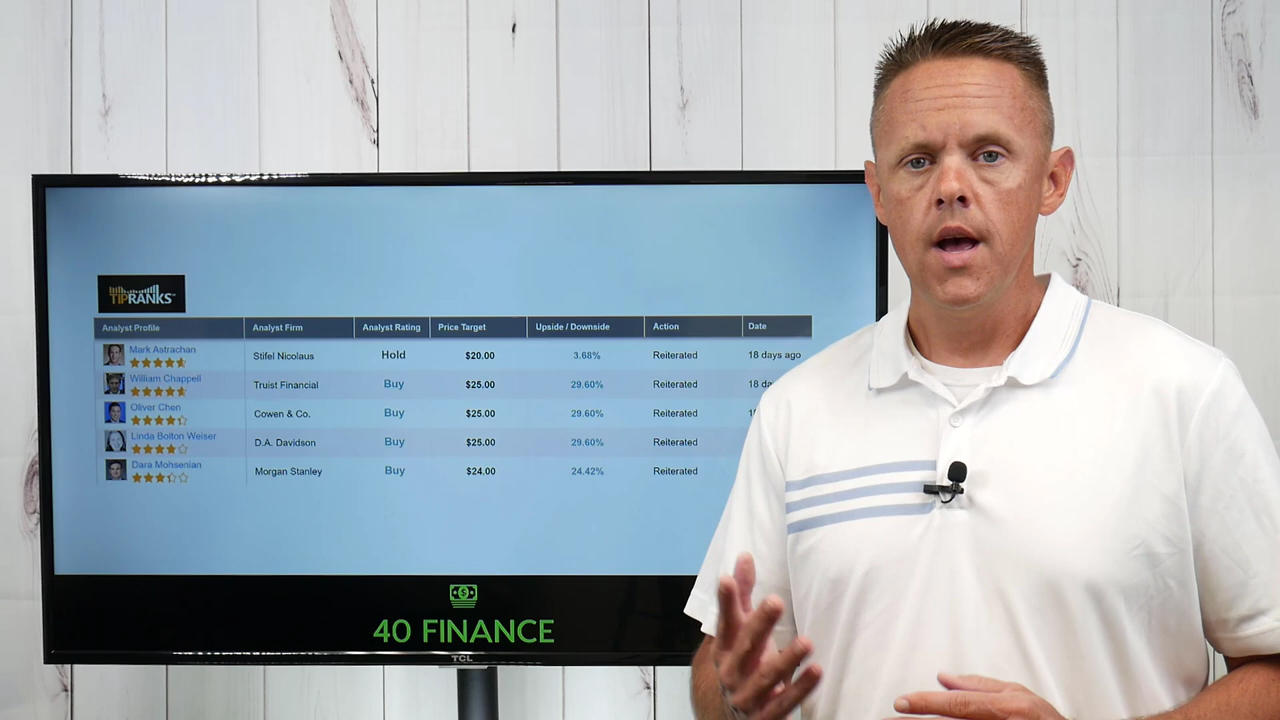 TIPRANKS
Analyst Profile Analyst Firm Analyst Rating Price Target Upside / Downside Action Date
Mark Astrachan Stifel Nicolaus Hold $20.00 3.68% Reiterated 18 days ago
William Chappell Truist Financial Buy $25.00 29.60% Reiterated 18
Oliver Chen Cowen & Co. Buy $25.00 29.60% Reiterated
Linda Bolton Weiser D.A. Davidson Buy $25.00 29.60% Reiterated
Dara Mohsenian Morgan Stanley Buy $24.00 24.42% Reiterated
40 FINANCE
TCL